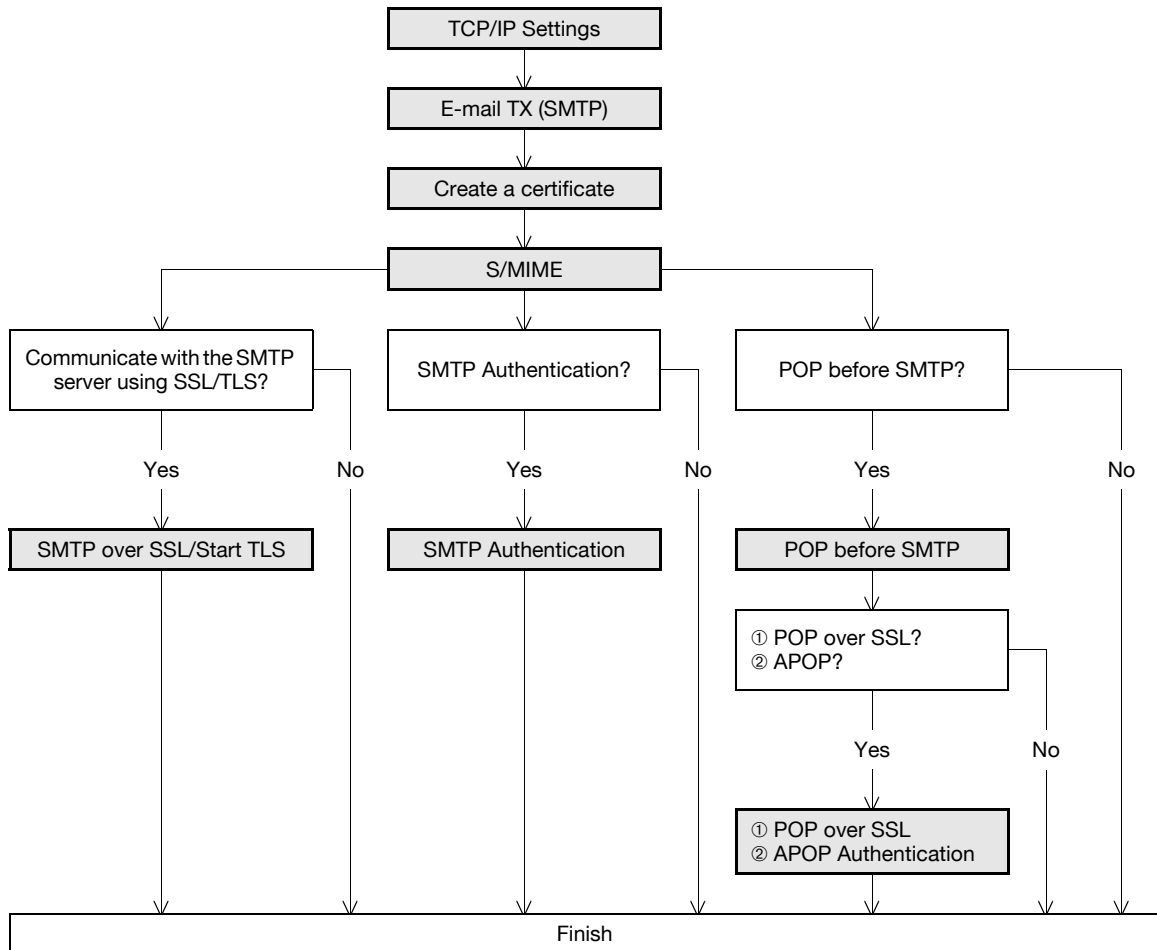 TCP/IP Settings
E-mail TX (SMTP)
Create a certificate
S/MIME
Communicate with the SMTP
server using SSL/TLS?
SMTP Authentication?
POP before SMTP?
Yes
No
Yes
No
Yes
No
SMTP over SSL/Start TLS
SMTP Authentication
POP before SMTP
① POP over SSL?
② APOP?
Yes
No
① POP over SSL
② APOP Authentication
Finish